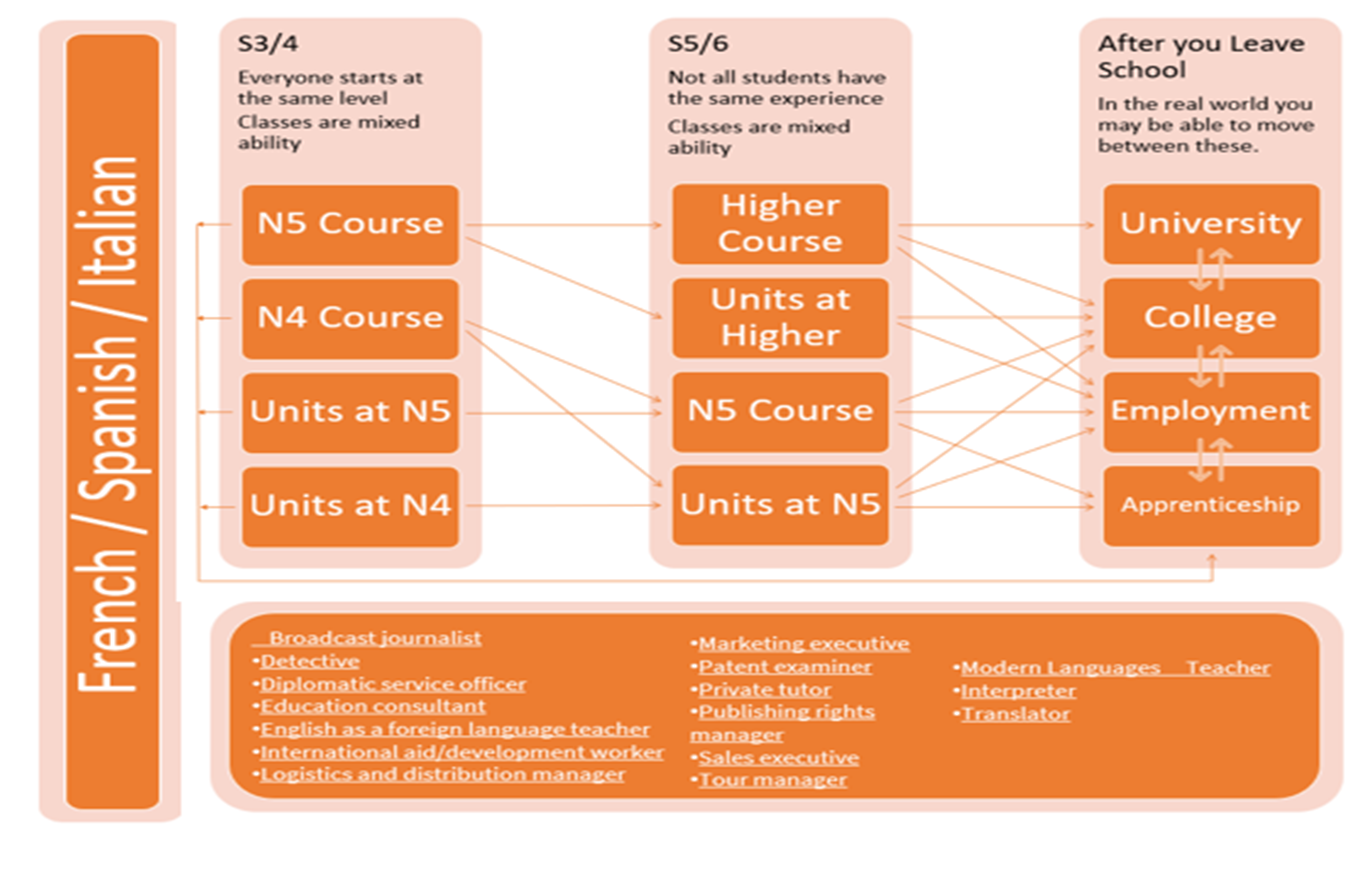 French / Spanish / Italian
S3/4
Everyone starts at
the same level
Classes are mixed
ability
N5 Course
N4 Course
Units at N5
Units at N4
S5/6
Not all students have
the same experience
Classes are mixed
ability
Higher
Course
Units at
Higher
N5 Course
Units at N5
After you Leave
School
In the real world you
may be able to move
between these.
University
College
Employment
Apprenticeship
Broadcast journalist
•Detective
•Diplomatic service officer
•Education consultant
•English as a foreign language teacher
•International aid/development worker
•Logistics and distribution manager
•Marketing executive
•Patent examiner
•Private tutor
•Publishing rights
manager
•Sales executive
•Tour manager
•Modern Languages Teacher
•Interpreter
•Translator